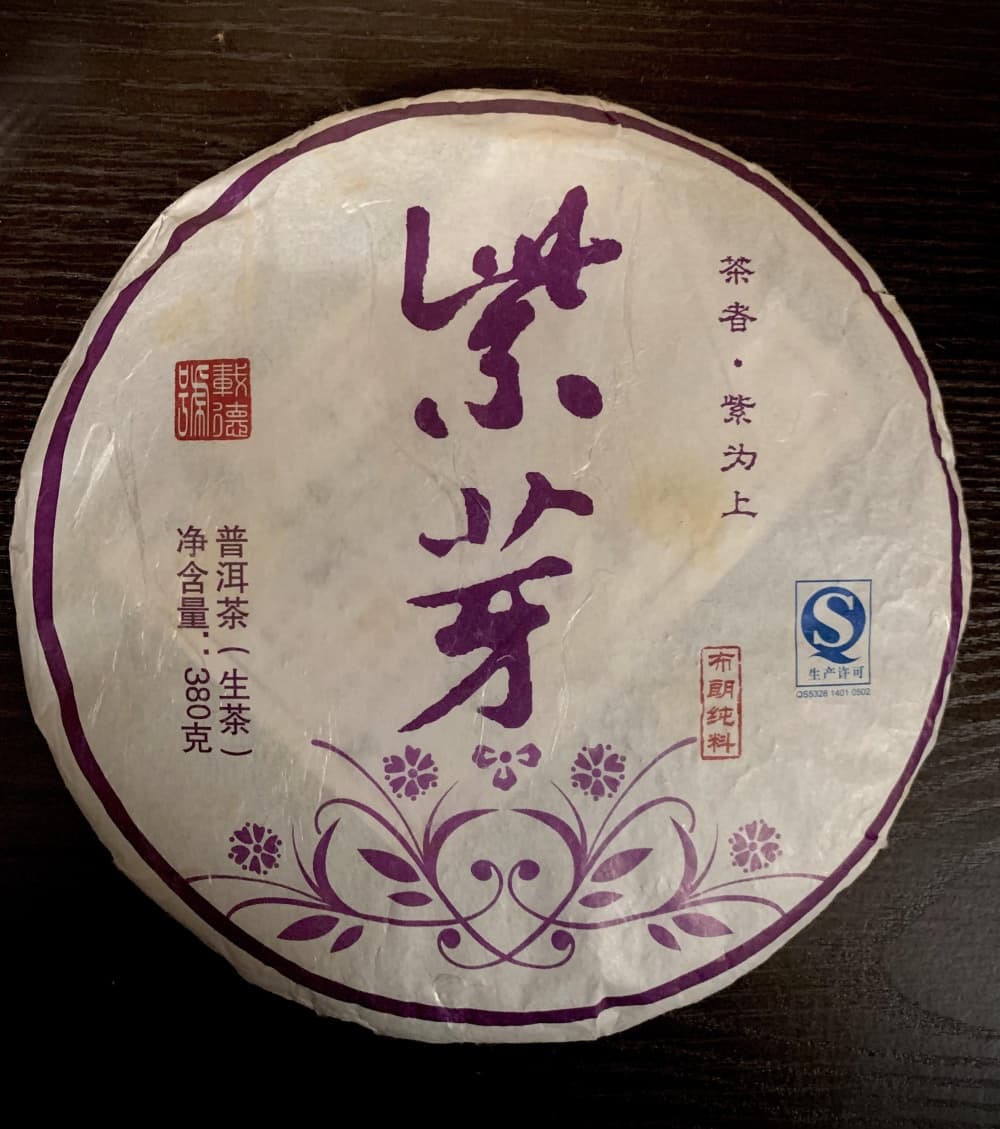 紫芽
茶者·紫为上
載德號
普洱茶(生茶)
净含量:380克
布朗纯料
S
生产许可
QS5328 1401 0502